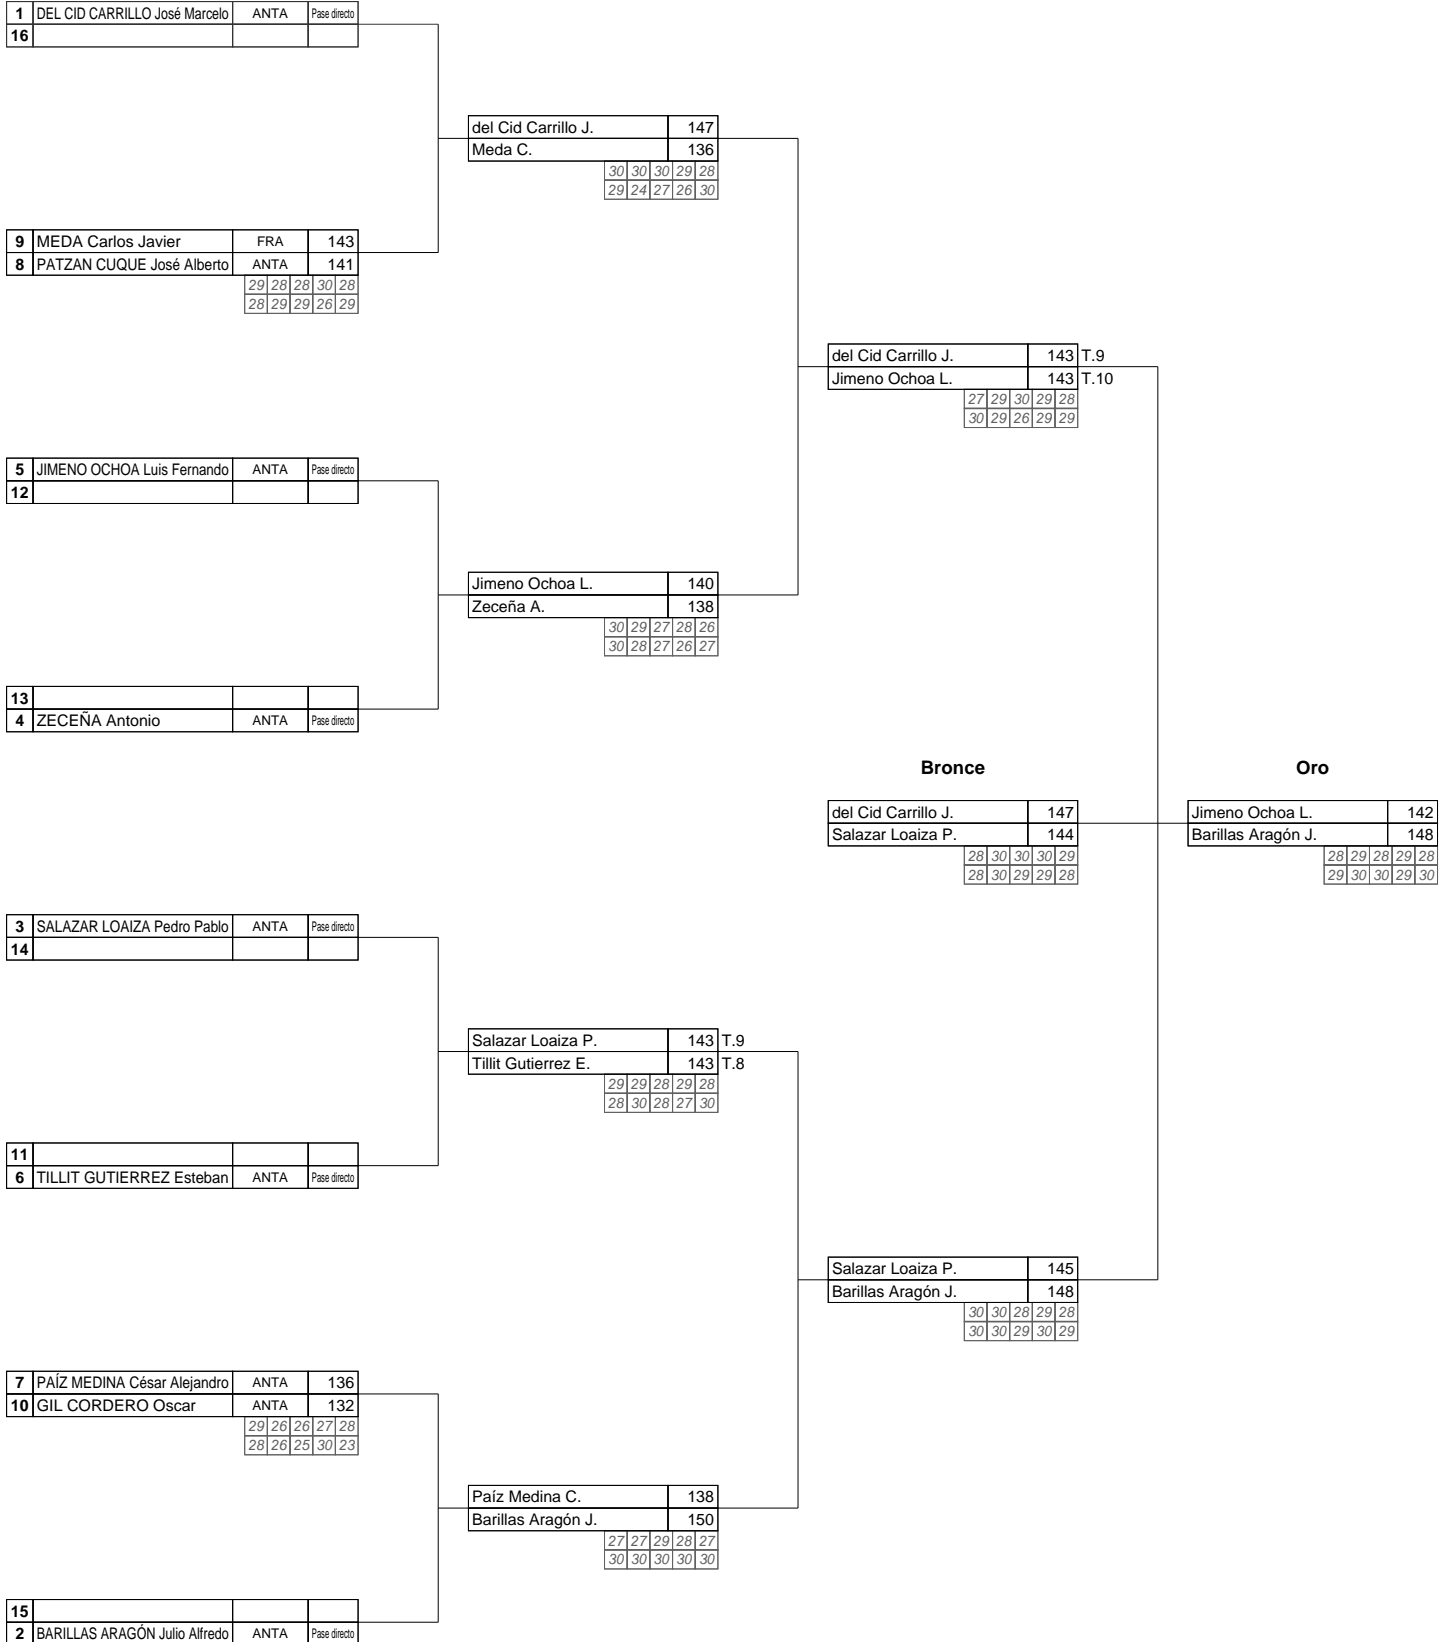 1 DEL CID CARRILLO José Marcelo ANTA Pase directo
16
del Cid Carrillo J. 147
Meda C. 136
30 30 30 29 28
29 24 27 26 30
9 MEDA Carlos Javier FRA 143
8 PATZAN CUQUE José Alberto ANTA 141
29 28 28 30 28
28 29 29 26 29
del Cid Carrillo J. 143 T.9
Jimeno Ochoa L. 143 T.10
27 29 30 29 28
30 29 26 29 29
5 JIMENO OCHOA Luis Fernando ANTA Pase directo
12
Jimeno Ochoa L. 140
Zeceña A. 138
30 29 27 28 26
30 28 27 26 27
13
4 ZECEÑA Antonio ANTA Pase directo
Bronce Oro
del Cid Carrillo J. 147 Jimeno Ochoa L. 142
Salazar Loaiza P. 144 Barillas Aragón J. 148
28 30 30 30 29 28 29 28 29 28
28 30 29 29 28 29 30 30 29 30
3 SALAZAR LOAIZA Pedro Pablo ANTA Pase directo
14
Salazar Loaiza P. 143 T.9
Tillit Gutierrez E. 143 T.8
29 29 28 29 28
28 30 28 27 30
11
6 TILLIT GUTIERREZ Esteban ANTA Pase directo
Salazar Loaiza P. 145
Barillas Aragón J. 148
30 30 28 29 28
30 30 29 30 29
7 PAÍZ MEDINA César Alejandro ANTA 136
10 GIL CORDERO Oscar ANTA 132
29 26 26 27 28
28 26 25 30 23
Paíz Medina C. 138
Barillas Aragón J. 150
27 27 29 28 27
30 30 30 30 30
15
2 BARILLAS ARAGÓN Julio Alfredo ANTA Pase directo